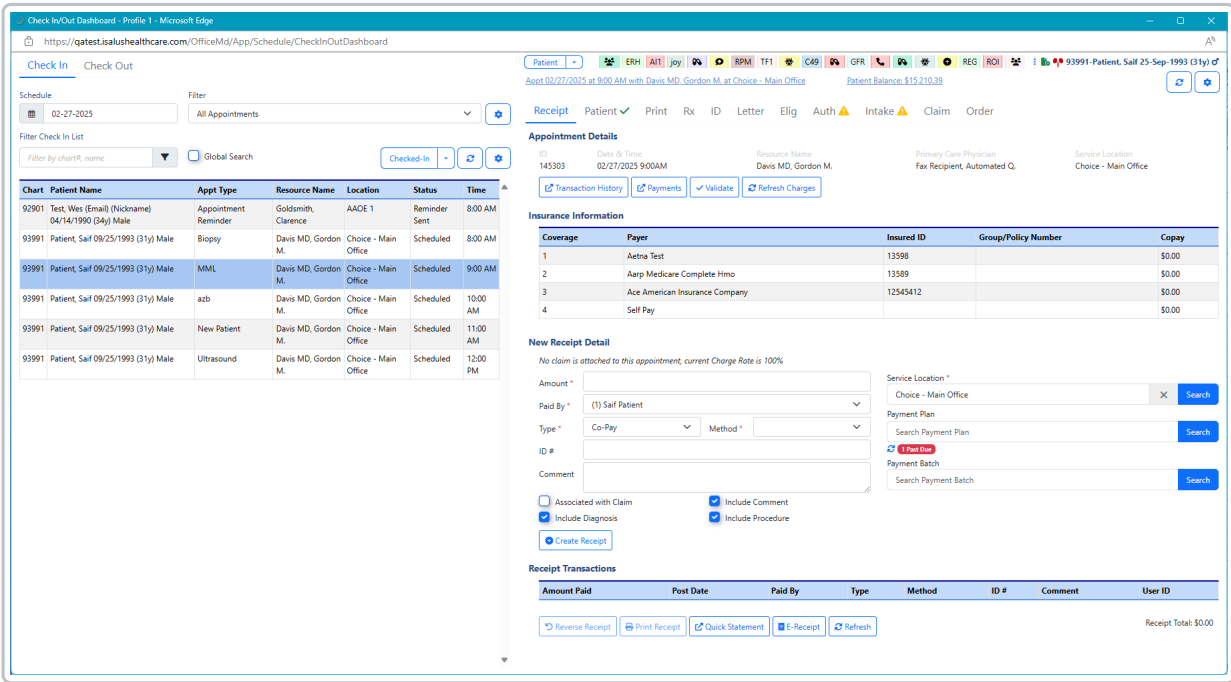 Check In/Out Dashboard - Profile 1 - Microsoft Edge
https://qatest.isalushealthcare.com/OfficeMd/App/Schedule/CheckInOutDashboard
Check In Check Out
Schedule Filter
02-27-2025 All Appointments
Filter Check In List
Filter by chart#, name Global Search Checked-In
Chart Patient Name Appt Type Resource Name Location Status Time
92901 Test, Wes (Email) (Nickname) Appointment Goldsmith, AAOE 1 Reminder 8:00 AM
04/14/1990 (34y) Male Reminder Clarence Sent
93991 Patient, Saif 09/25/1993 (31y) Male Biopsy Davis MD, Gordon Choice - Main Scheduled 8:00 AM
M. Office
93991 Patient, Saif 09/25/1993 (31y) Male MML Davis MD, Gordon Choice - Main Scheduled 9:00 AM
M. Office
93991 Patient, Saif 09/25/1993 (31y) Male azb Davis MD, Gordon Choice - Main Scheduled 10:00
M. Office AM
93991 Patient, Saif 09/25/1993 (31y) Male New Patient Davis MD, Gordon Choice - Main Scheduled 11:00
M. Office AM
93991 Patient, Saif 09/25/1993 (31y) Male Ultrasound Davis MD, Gordon Choice - Main Scheduled 12:00
M. Office PM
Patient ERH AI1 joy RPM TF1 C49 GFR REG ROI 93991-Patient, Saif 25-Sep-1993 (31y)
Appt 02/27/2025 at 9:00 AM with Davis MD, Gordon M. at Choice - Main Office Patient Balance: $15,210.39
Receipt Patient Print Rx ID Letter Elig Auth Intake Claim Order
Appointment Details
ID Date & Time Resource Name Primary Care Physician Service Location
145303 02/27/2025 9:00AM Davis MD, Gordon M. Fax Recipient, Automated Q. Choice - Main Office
Transaction History Payments Validate Refresh Charges
Insurance Information
Coverage Payer Insured ID Group/Policy Number Copay
1 Aetna Test 13598 $0.00
2 Aarp Medicare Complete Hmo 13589 $0.00
3 Ace American Insurance Company 12545412 $0.00
4 Self Pay $0.00
New Receipt Detail
No claim is attached to this appointment, current Charge Rate is 100%
Amount *
Paid By * (1) Saif Patient
Type * Co-Pay Method *
ID #
Comment
Associated with Claim Include Comment
Include Diagnosis Include Procedure
Create Receipt
Service Location *
Choice - Main Office Search
Payment Plan
Search Payment Plan Search
1 Past Due
Payment Batch
Search Payment Batch Search
Receipt Transactions
Amount Paid Post Date Paid By Type Method ID # Comment User ID
Reverse Receipt Print Receipt Quick Statement E-Receipt Refresh Receipt Total: $0.00